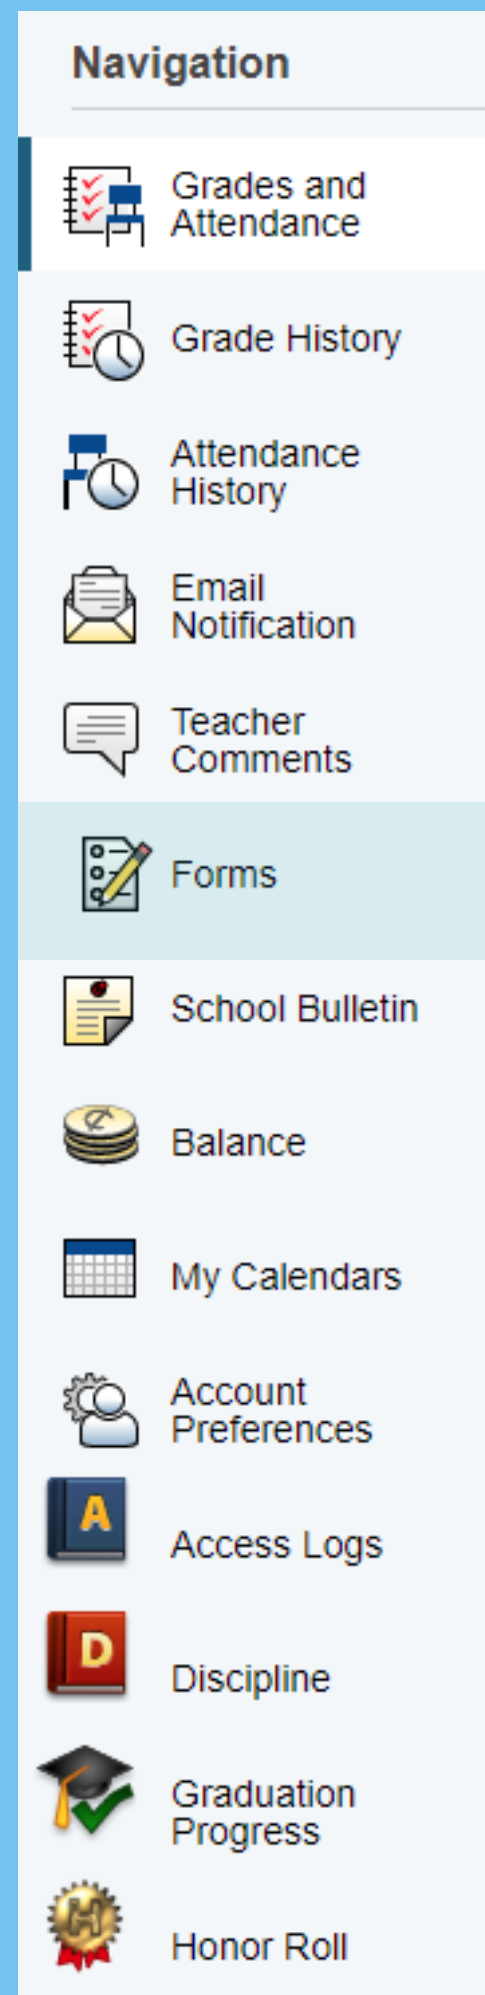 Navigation
Grades and
Attendance
Grade History
Attendance
History
Email
Notification
Teacher
Comments
Forms
School Bulletin
Balance
My Calendars
Account
Preferences
A
Access Logs
D
Discipline
Graduation
Progress
H
Honor Roll